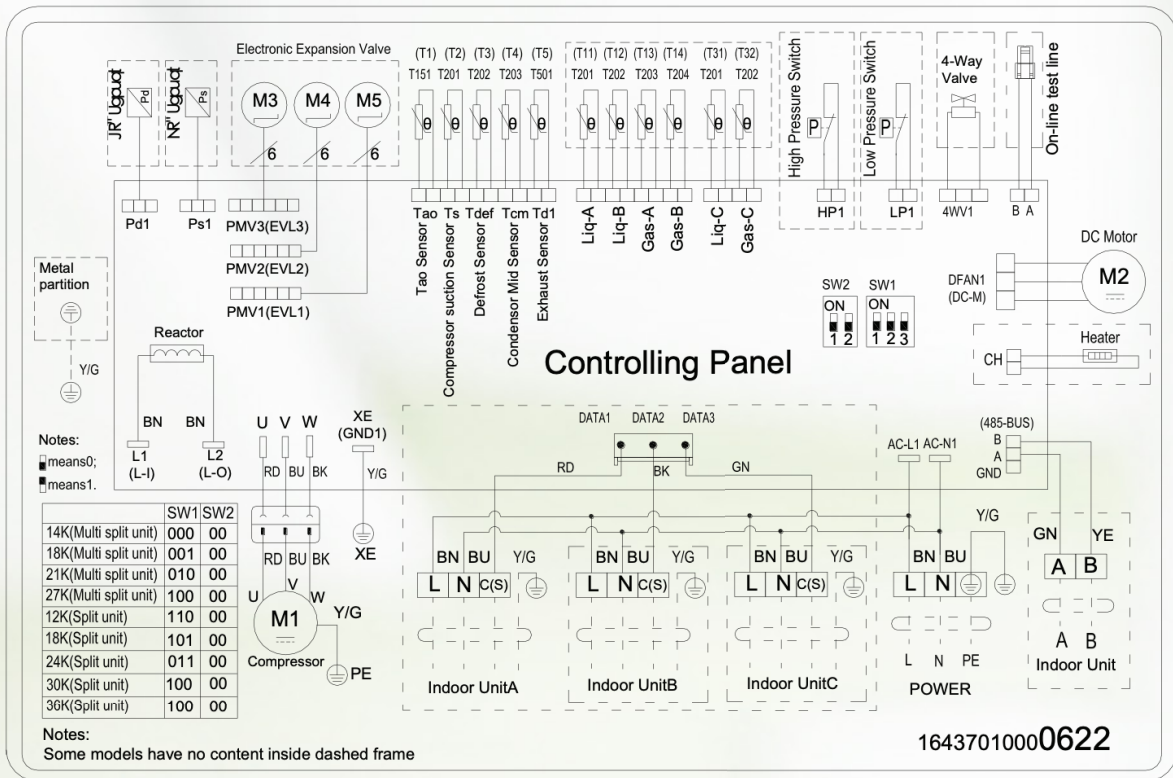 Electronic Expansion Valve
(T1) (T2) (T3) (T4) (T5)
T151 T201 T202 T203 T501
(T11) (T12) (T13) (T14)
T201 T202 T203 T204
(T31) (T32)
T201 T202
High Pressure Switch
Low Pressure Switch
4-Way
Valve
On-line test line
JR" Ugpuqt
Pd
NR" Ugpuqt
Ps
M3 M4 M5
6 6 6
θ θ θ θ θ
θ θ θ θ
θ θ
P
P
Pd1
Ps1
PMV3(EVL3)
PMV2(EVL2)
PMV1(EVL1)
Tao Ts Tdef Tcm Td1
Tao Sensor
Compressor suction Sensor
Defrost Sensor
Condensor Mid Sensor
Exhaust Sensor
Liq-A
Liq-B
Gas-A
Gas-B
Liq-C
Gas-C
HP1
LP1
4WV1
B A
DC Motor
M2
DFAN1
(DC-M)
Heater
CH
SW2 SW1
ON ON
1 2 1 2 3
Controlling Panel
Metal
partition
Y/G
Reactor
BN BN
L1
(L-I)
L2
(L-O)
U V W
RD BU BK
RD BU BK
V
U W
M1
Compressor
Y/G
PE
XE
(GND1)
Y/G
XE
DATA1 DATA2 DATA3
RD BK GN
BN BU Y/G
L N C(S)
Indoor UnitA
BN BU Y/G
L N C(S)
Indoor UnitB
BN BU Y/G
L N C(S)
Indoor UnitC
AC-L1 AC-N1
Y/G
BN BU
L N
L N PE
POWER
(485-BUS)
B
A
GND
GN YE
A B
A B
Indoor Unit
Notes:
means0;
means1.
SW1 SW2
14K(Multi split unit) 000 00
18K(Multi split unit) 001 00
21K(Multi split unit) 010 00
27K(Multi split unit) 100 00
12K(Split unit) 110 00
18K(Split unit) 101 00
24K(Split unit) 011 00
30K(Split unit) 100 00
36K(Split unit) 100 00
Notes:
Some models have no content inside dashed frame
16437010000622